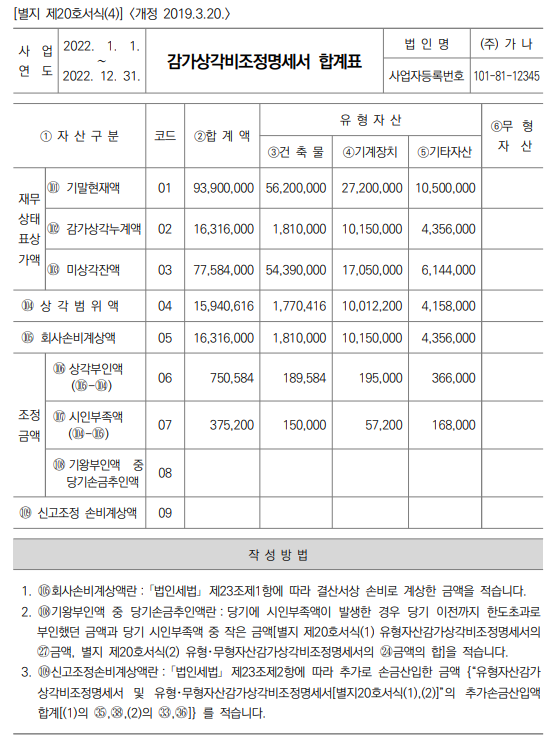 [별지 제20호서식(4)] <개정 2019.3.20.>
사 업 연 도
2022. 1. 1. ~ 2022. 12. 31.
감가상각비조정명세서 합계표
법 인 명 (주) 가 나
사업자등록번호 101-81-12345
① 자 산 구 분 코드 ②합 계 액 유 형 자 산 ⑥무 형 자 산
③건 축 물 ④기계장치 ⑤기타자산
재무상태표상가액
(101) 기말현재액 01 93,900,000 56,200,000 27,200,000 10,500,000
(102) 감가상각누계액 02 16,316,000 1,810,000 10,150,000 4,356,000
(103) 미상각잔액 03 77,584,000 54,390,000 17,050,000 6,144,000
(104) 상 각 범 위 액 04 15,940,616 1,770,416 10,012,200 4,158,000
(105) 회사손비계상액 05 16,316,000 1,810,000 10,150,000 4,356,000
조정금액
(106) 상각부인액 ((105)-(104)) 06 750,584 189,584 195,000 366,000
(107) 시인부족액 ((104)-(105)) 07 375,200 150,000 57,200 168,000
(108) 기왕부인액 중 당기손금추인액 08
(109) 신고조정 손비계상액 09
작 성 방 법
1. (105)회사손비계상액란 : 「법인세법」 제23조제1항에 따라 결산서상 손비로 계상한 금액을 적습니다.
2. (108)기왕부인액 중 당기손금추인액란 : 당기에 시인부족액이 발생한 경우 당기 이전까지 한도초과로
부인했던 금액과 당기 시인부족액 중 작은 금액[별지 제20호서식(1) 유형자산감가상각비조정명세서의
㉗금액, 별지 제20호서식(2) 유형·무형자산감가상각비조정명세서의 ㉔금액의 합]을 적습니다.
3. (109)신고조정손비계상액란 : 「법인세법」 제23조제2항에 따라 추가로 손금산입한 금액 {"유형자산감가
상각비조정명세서 및 유형·무형자산감가상각비조정명세서[별지20호서식(1),(2)]"의 추가손금산입액
합계[(1)의 ㉟,㊳,(2)의 ㉝,㊱]} 를 적습니다.